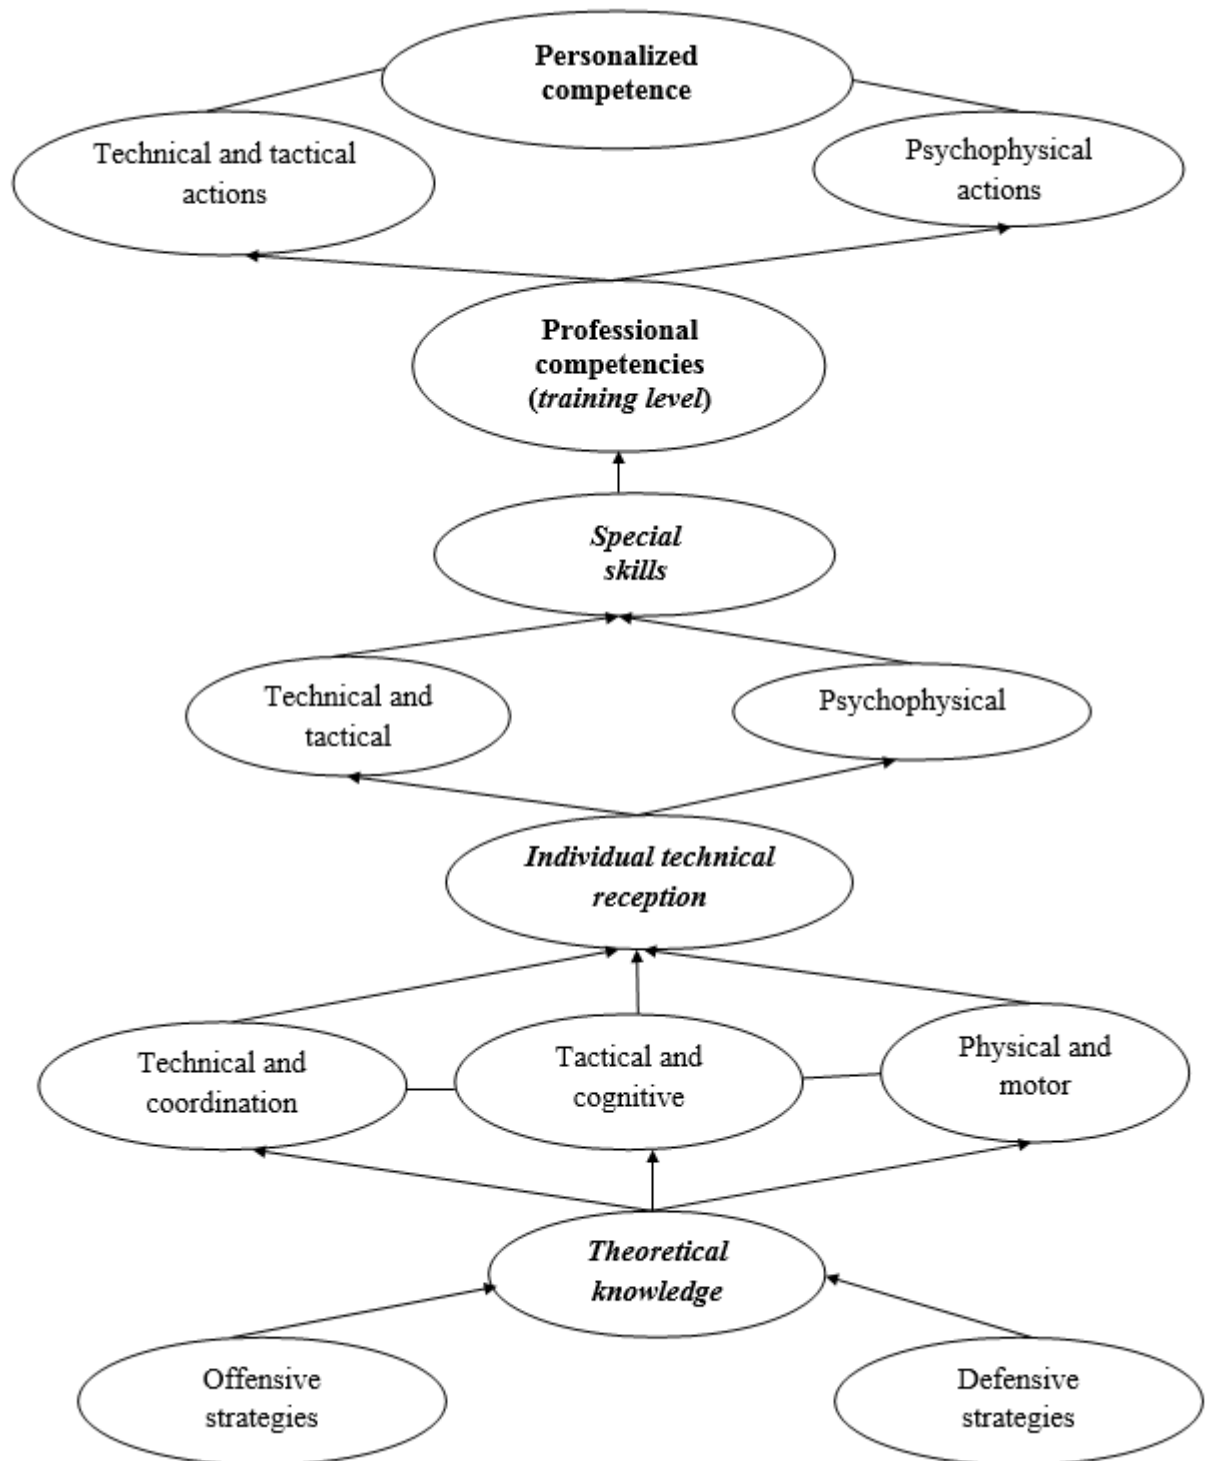 Personalized
competence
Technical and tactical
actions
Psychophysical
actions
Professional
competencies
(training level)
Special
skills
Technical and
tactical
Psychophysical
Individual technical
reception
Technical and
coordination
Tactical and
cognitive
Physical and
motor
Theoretical
knowledge
Offensive
strategies
Defensive
strategies